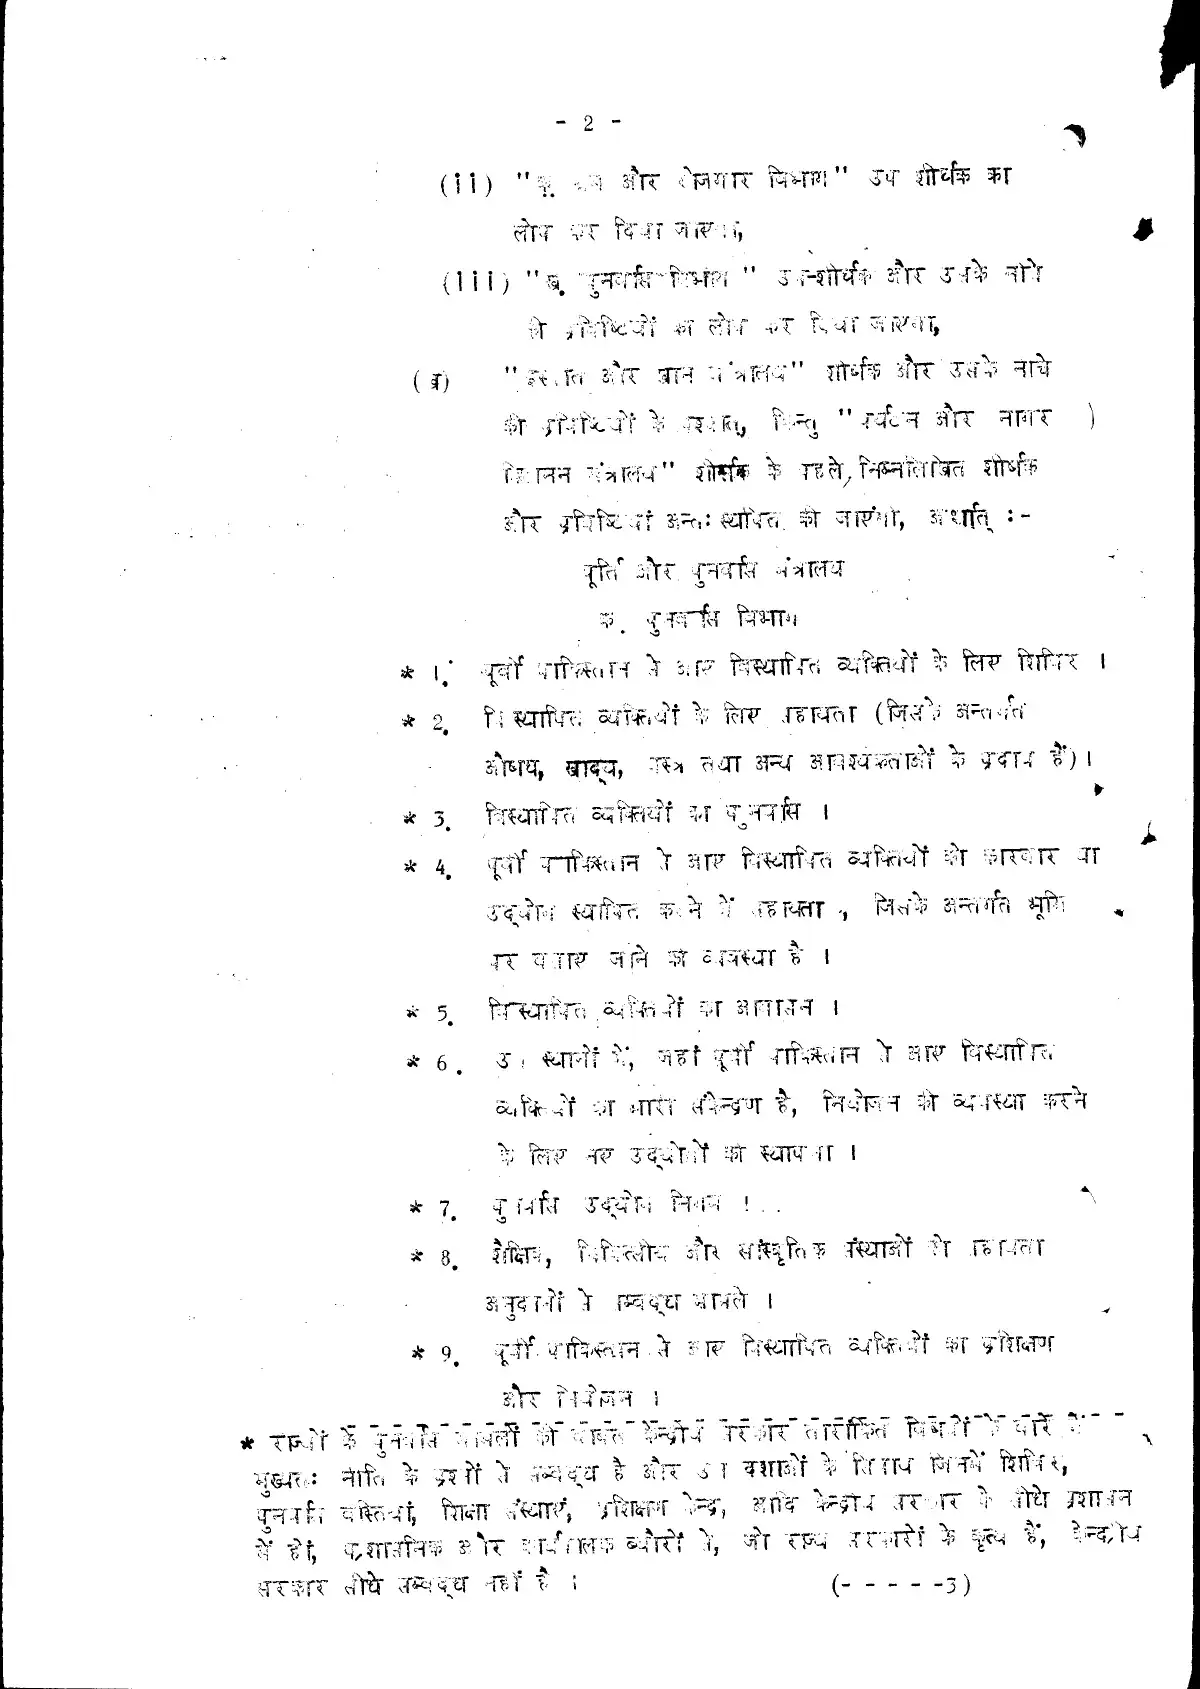 - 2 -
(ii) "क. श्रम और रोजगार विभाग" उप शीर्षक का
लोप कर दिया जाएगा,
(iii) "ख. पुनर्वास विभाग " उप-शीर्षक और उसके नीचे
की प्रविष्टियों का लोप कर दिया जाएगा,
(ब) "इस्पात और खान मंत्रालय" शीर्षक और उसके नीचे
की प्रविष्टियों के पश्चात, किन्तु "पर्यटन और नागर )
विमानन मंत्रालय" शीर्षक के पहले, निम्नलिखित शीर्षक
और प्रविष्टियां अन्तः स्थापित की जाएंगी, अर्थात् :-
पूर्ति और पुनर्वास मंत्रालय
क. पुनर्वास विभाग
* 1. पूर्वी पाकिस्तान से आए विस्थापित व्यक्तियों के लिए शिविर ।
* 2. विस्थापित व्यक्तियों के लिए सहायता (जिसके अन्तर्गत
औषध, खाद्य, वस्त्र तथा अन्य आवश्यकताओं के प्रदाय हैं)।
* 3. विस्थापित व्यक्तियों का पुनर्वास ।
* 4. पूर्वी पाकिस्तान से आए विस्थापित व्यक्तियों को कारबार या
उद्योग स्थापित करने में सहायता , जिसके अन्तर्गत भूमि
पर बसाए जाने की व्यवस्था है ।
* 5. विस्थापित व्यक्तियों का आवासन ।
* 6. उन स्थानों में, जहां पूर्वी पाकिस्तान से आए विस्थापित
व्यक्तियों का भारी संकेन्द्रण है, नियोजन की व्यवस्था करने
के लिए नए उद्योगों की स्थापना ।
* 7. पुनर्वास उद्योग निगम ।
* 8. शैक्षिक, चिकित्सीय और सांस्कृतिक संस्थाओं को सहायता
अनुदानों से सम्बद्ध मामले ।
* 9. पूर्वी पाकिस्तान से आए विस्थापित व्यक्तियों का प्रशिक्षण
और नियोजन ।
* राज्यों के पुनर्वास मामलों की बाबत केन्द्रीय सरकार तारांकित विषयों के बारे में
मुख्यतः नीति के प्रश्नों से सम्बद्ध है और उन दशाओं के सिवाय जिनमें शिविर,
पुनर्वास बस्तियां, शिक्षा संस्थाएं, प्रशिक्षण केन्द्र, आदि केन्द्रीय सरकार के सीधे प्रशासन
में हों, प्रशासनिक और कार्यपालक ब्यौरों से, जो राज्य सरकारों के कृत्य हैं, केन्द्रीय
सरकार सीधे सम्बद्ध नहीं है ।
(- - - - -3)